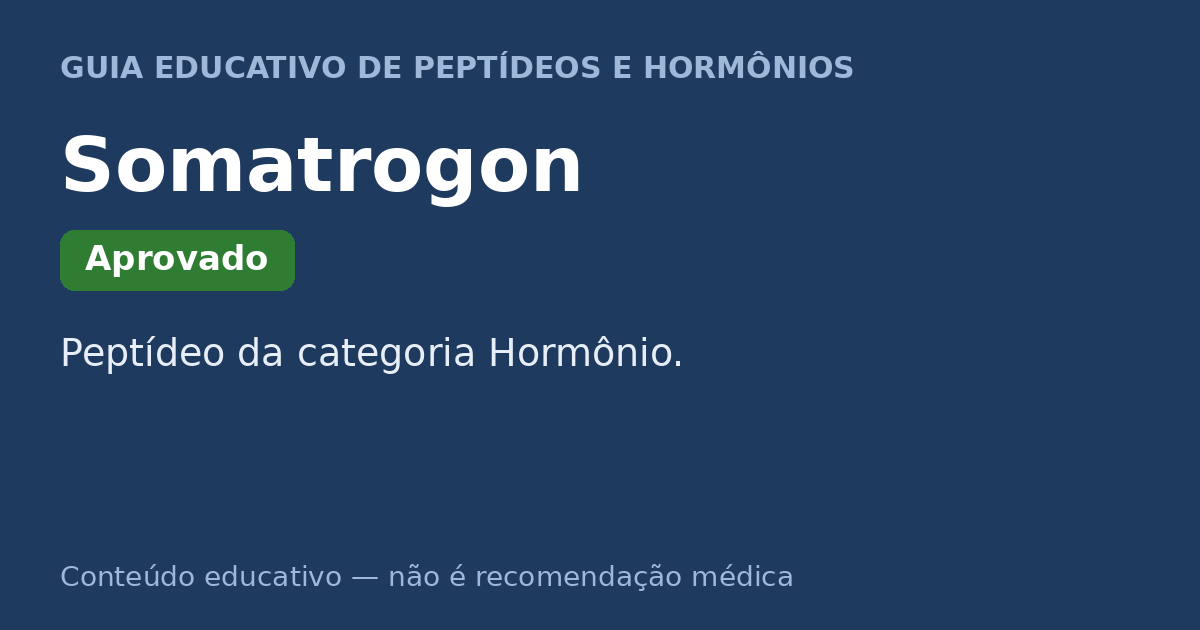 GUIA EDUCATIVO DE PEPTÍDEOS E HORMÔNIOS
Somatrogon
Aprovado
Peptídeo da categoria Hormônio.
Conteúdo educativo — não é recomendação médica